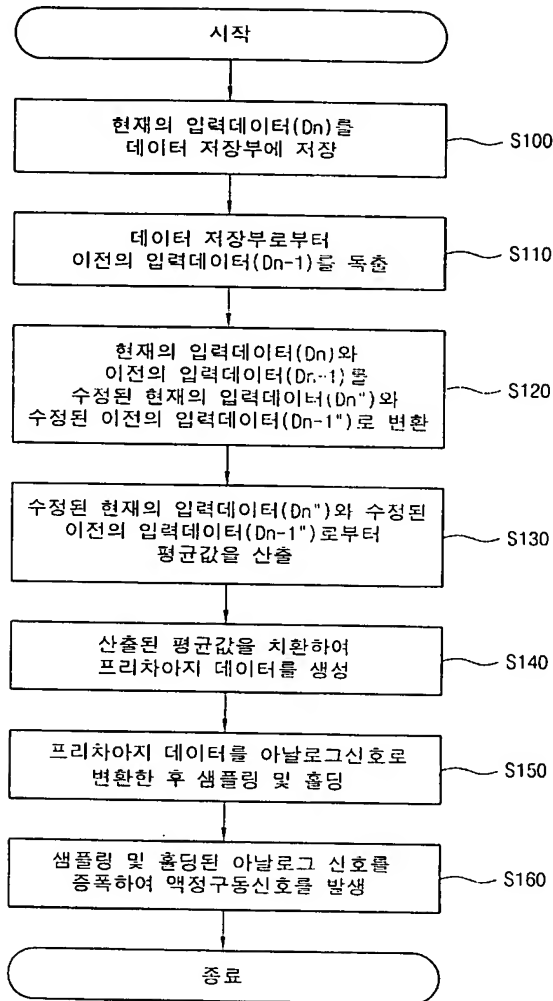 시작
현재의 입력데이터(Dn)를
데이터 저장부에 저장
S100
데이터 저장부로부터
이전의 입력데이터(Dn-1)를 독출
S110
현재의 입력데이터(Dn)와
이전의 입력데이터(Dn-1)를
수정된 현재의 입력데이터(Dn")와
수정된 이전의 입력데이터(Dn-1")로 변환
S120
수정된 현재의 입력데이터(Dn")와 수정된
이전의 입력데이터(Dn-1")로부터
평균값을 산출
S130
산출된 평균값을 치환하여
프리차아지 데이터를 생성
S140
프리차아지 데이터를 아날로그신호로
변환한 후 샘플링 및 홀딩
S150
샘플링 및 홀딩된 아날로그 신호를
증폭하여 액정구동신호를 발생
S160
종료